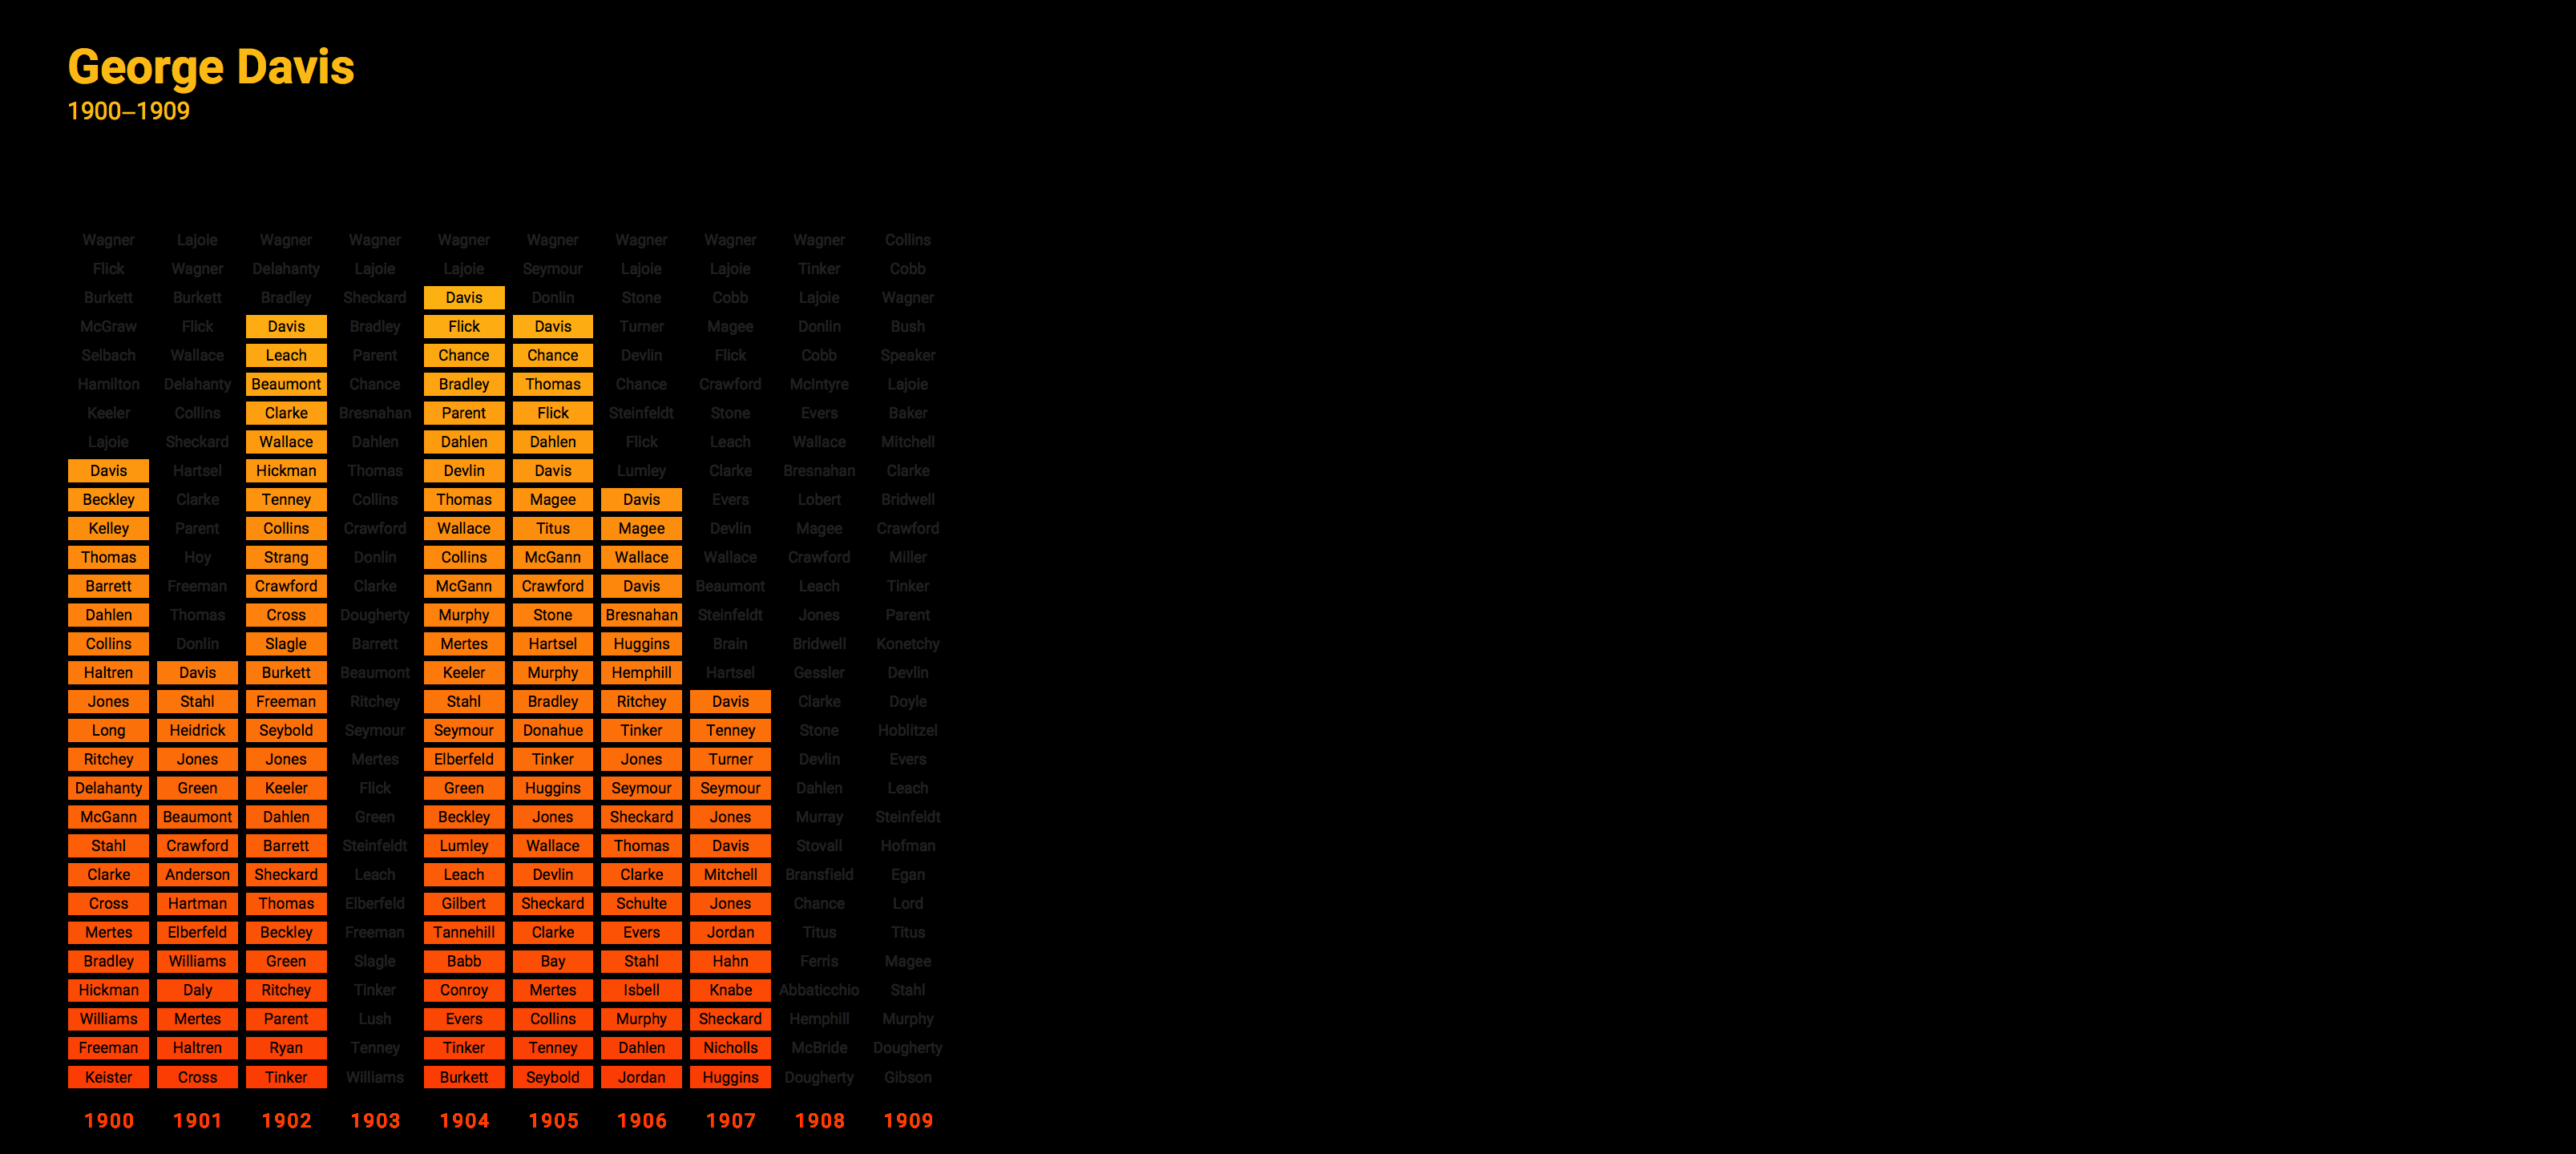 George Davis
1900–1909
Wagner Lajoie Wagner Wagner Wagner Wagner Wagner Wagner Wagner Collins
Flick Wagner Delahanty Lajoie Lajoie Seymour Lajoie Lajoie Tinker Cobb
Burkett Burkett Bradley Sheckard Davis Donlin Stone Cobb Lajoie Wagner
McGraw Flick Davis Bradley Flick Davis Turner Magee Donlin Bush
Selbach Wallace Leach Parent Chance Chance Devlin Flick Cobb Speaker
Hamilton Delahanty Beaumont Chance Bradley Thomas Chance Crawford McIntyre Lajoie
Keeler Collins Clarke Bresnahan Parent Flick Steinfeldt Stone Evers Baker
Lajoie Sheckard Wallace Dahlen Dahlen Dahlen Flick Leach Wallace Mitchell
Davis Hartsel Hickman Thomas Devlin Davis Lumley Clarke Bresnahan Clarke
Beckley Clarke Tenney Collins Thomas Magee Davis Evers Lobert Bridwell
Kelley Parent Collins Crawford Wallace Titus Magee Devlin Magee Crawford
Thomas Hoy Strang Donlin Collins McGann Wallace Wallace Crawford Miller
Barrett Freeman Crawford Clarke McGann Crawford Davis Beaumont Leach Tinker
Dahlen Thomas Cross Dougherty Murphy Stone Bresnahan Steinfeldt Jones Parent
Collins Donlin Slagle Barrett Mertes Hartsel Huggins Brain Bridwell Konetchy
Haltren Davis Burkett Beaumont Keeler Murphy Hemphill Hartsel Gessler Devlin
Jones Stahl Freeman Ritchey Stahl Bradley Ritchey Davis Clarke Doyle
Long Heidrick Seybold Seymour Seymour Donahue Tinker Tenney Stone Hoblitzel
Ritchey Jones Jones Mertes Elberfeld Tinker Jones Turner Devlin Evers
Delahanty Green Keeler Flick Green Huggins Seymour Seymour Dahlen Leach
McGann Beaumont Dahlen Green Beckley Jones Sheckard Jones Murray Steinfeldt
Stahl Crawford Barrett Steinfeldt Lumley Wallace Thomas Davis Stovall Hofman
Clarke Anderson Sheckard Leach Leach Devlin Clarke Mitchell Bransfield Egan
Cross Hartman Thomas Elberfeld Gilbert Sheckard Schulte Jones Chance Lord
Mertes Elberfeld Beckley Freeman Tannehill Clarke Evers Jordan Titus Titus
Bradley Williams Green Slagle Babb Bay Stahl Hahn Ferris Magee
Hickman Daly Ritchey Tinker Conroy Mertes Isbell Knabe Abbaticchio Stahl
Williams Mertes Parent Lush Evers Collins Murphy Sheckard Hemphill Murphy
Freeman Haltren Ryan Tenney Tinker Tenney Dahlen Nicholls McBride Dougherty
Keister Cross Tinker Williams Burkett Seybold Jordan Huggins Dougherty Gibson
1900 1901 1902 1903 1904 1905 1906 1907 1908 1909